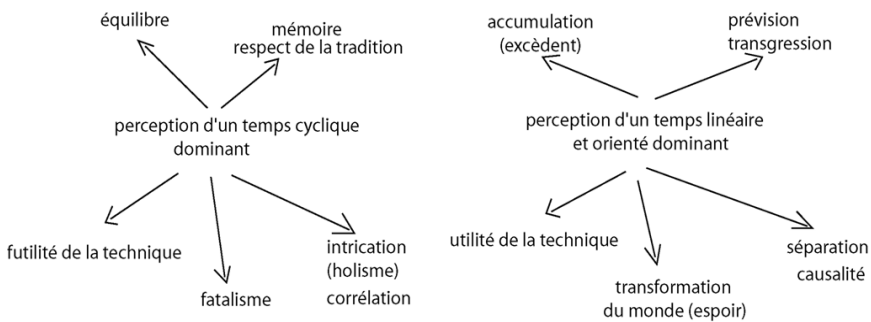 équilibre
mémoire
respect de la tradition
perception d'un temps cyclique
dominant
futilité de la technique
fatalisme
intrication
(holisme)
corrélation
accumulation
(excèdent)
prévision
transgression
perception d'un temps linéaire
et orienté dominant
utilité de la technique
transformation
du monde (espoir)
séparation
causalité